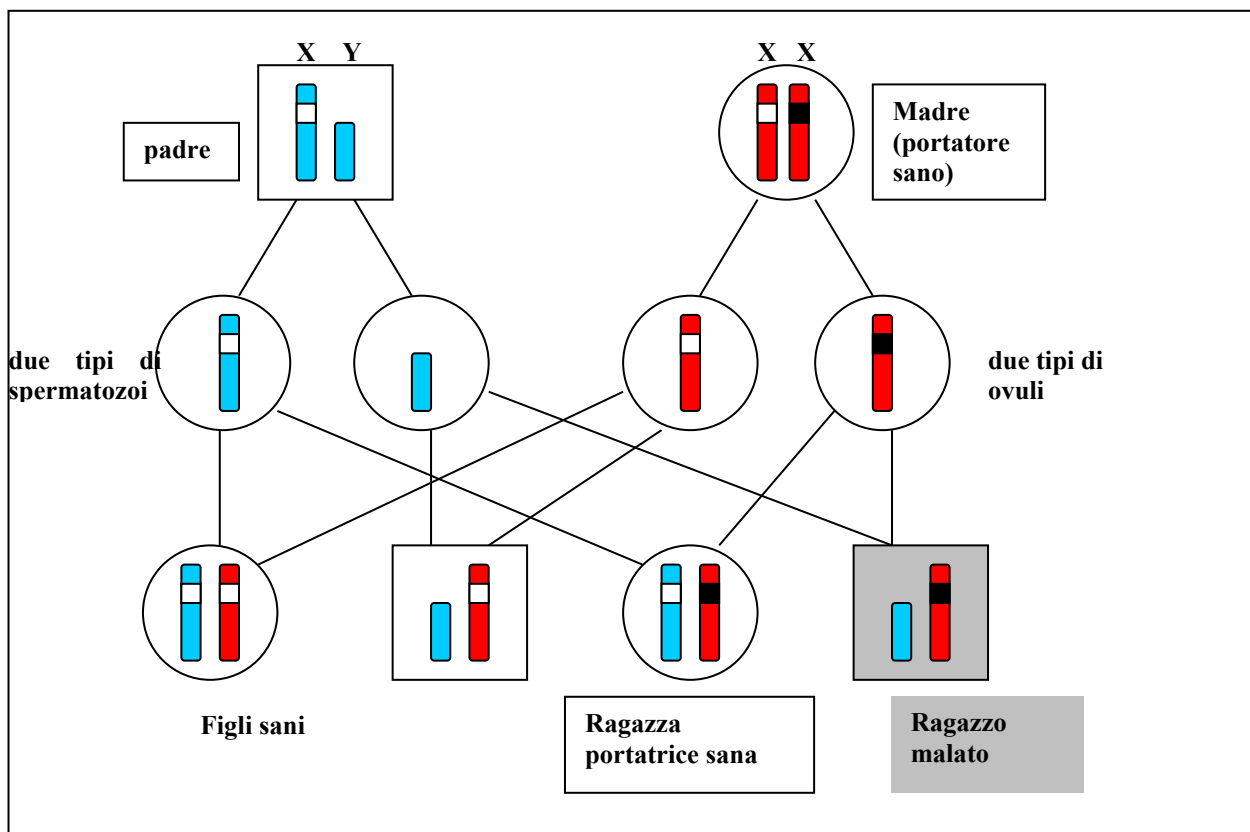 X Y
X X
padre
Madre
(portatore
sano)
due tipi di
spermatozoi
due tipi di
ovuli
Figli sani
Ragazza
portatrice sana
Ragazzo
malato